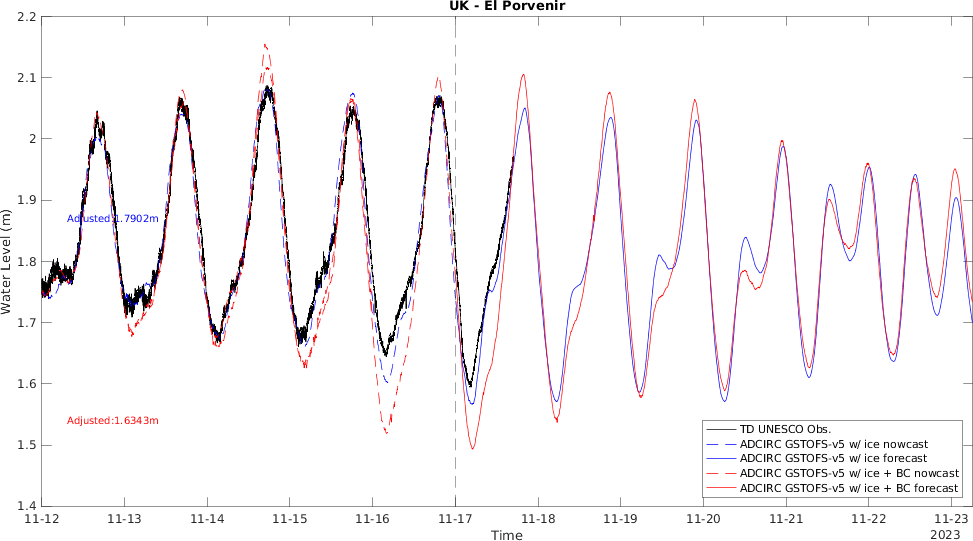 UK - El Porvenir
2.2
2.1
2
1.9
1.8
1.7
1.6
1.5
1.4
Water Level (m)
Adjusted:1.7902m
Adjusted:1.6343m
TD UNESCO Obs.
ADCIRC GSTOFS-v5 w/ ice nowcast
ADCIRC GSTOFS-v5 w/ ice forecast
ADCIRC GSTOFS-v5 w/ ice + BC nowcast
ADCIRC GSTOFS-v5 w/ ice + BC forecast
11-12 11-13 11-14 11-15 11-16 11-17 11-18 11-19 11-20 11-21 11-22 11-23
Time
2023